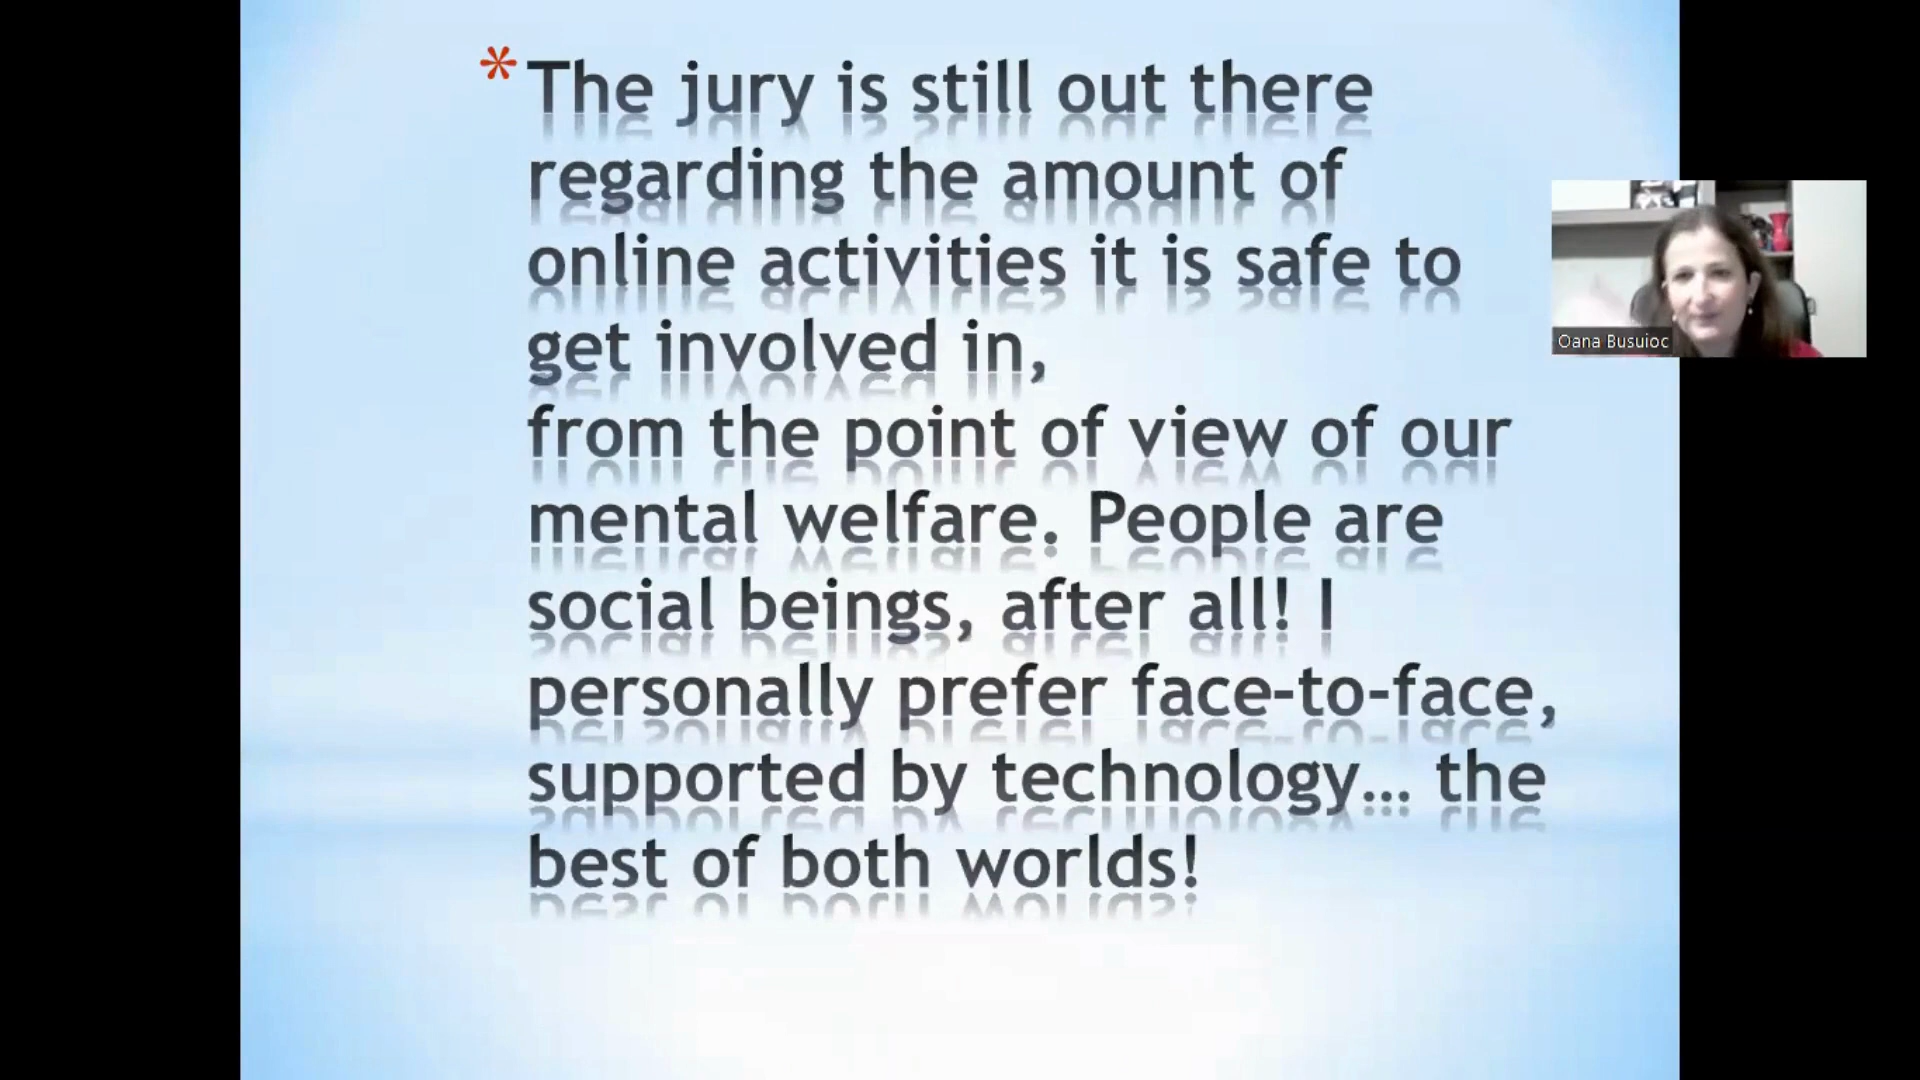 * The jury is still out there
regarding the amount of
online activities it is safe to
get involved in,
from the point of view of our
mental welfare. People are
social beings, after all! I
personally prefer face-to-face,
supported by technology... the
best of both worlds!
Oana Busuioc